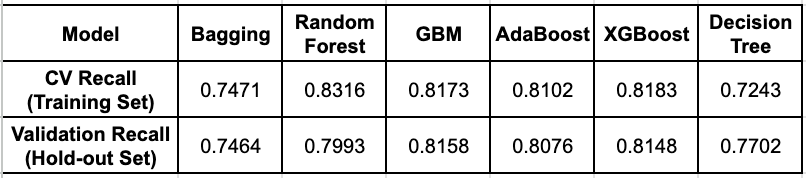 Model Bagging Random Forest GBM AdaBoost XGBoost Decision Tree
CV Recall (Training Set) 0.7471 0.8316 0.8173 0.8102 0.8183 0.7243
Validation Recall (Hold-out Set) 0.7464 0.7993 0.8158 0.8076 0.8148 0.7702